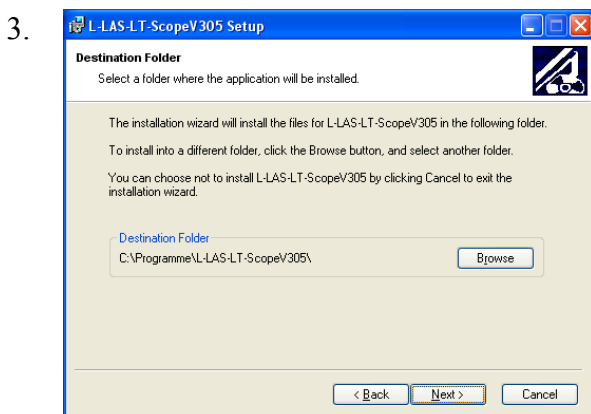 3.
L-LAS-LT-ScopeV305 Setup
Destination Folder
Select a folder where the application will be installed.
The installation wizard will install the files for L-LAS-LT-ScopeV305 in the following folder.
To install into a different folder, click the Browse button, and select another folder.
You can choose not to install L-LAS-LT-ScopeV305 by clicking Cancel to exit the
installation wizard.
Destination Folder
C:\Programme\L-LAS-LT-ScopeV305\
Browse
< Back
Next >
Cancel